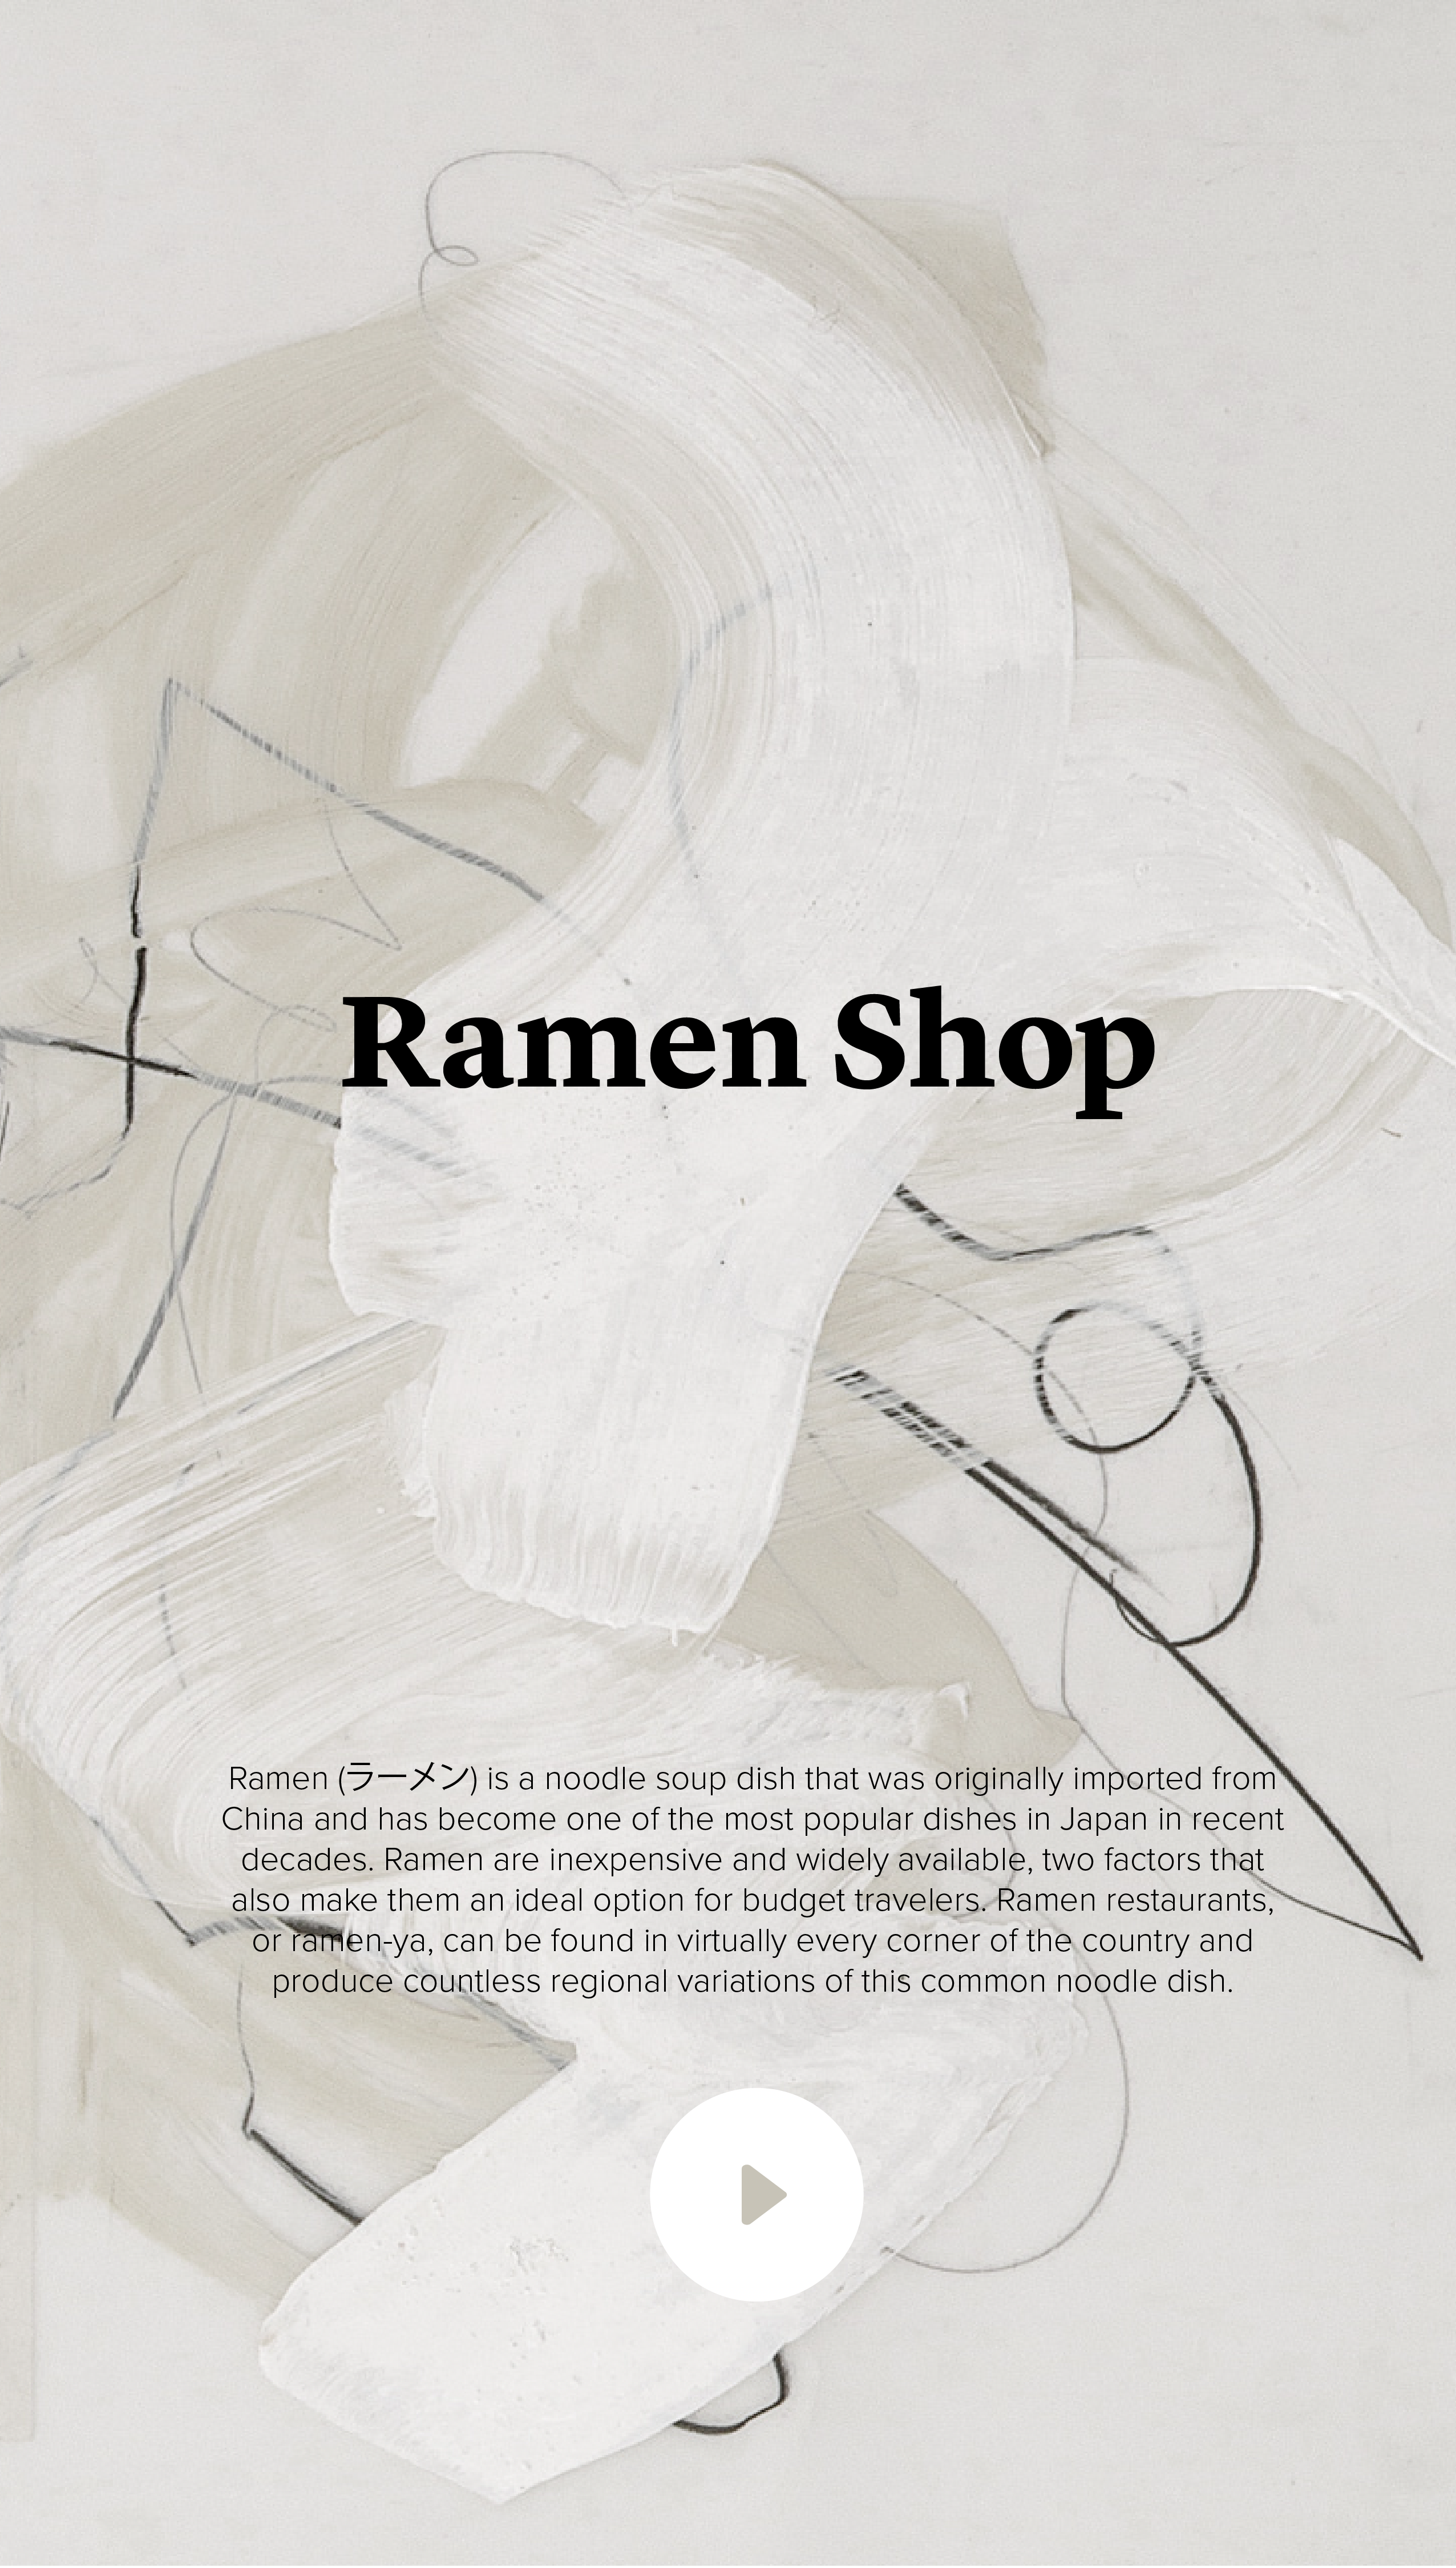 Ramen Shop
Ramen (ラーメン) is a noodle soup dish that was originally imported from
China and has become one of the most popular dishes in Japan in recent
decades. Ramen are inexpensive and widely available, two factors that
also make them an ideal option for budget travelers. Ramen restaurants,
or ramen-ya, can be found in virtually every corner of the country and
produce countless regional variations of this common noodle dish.